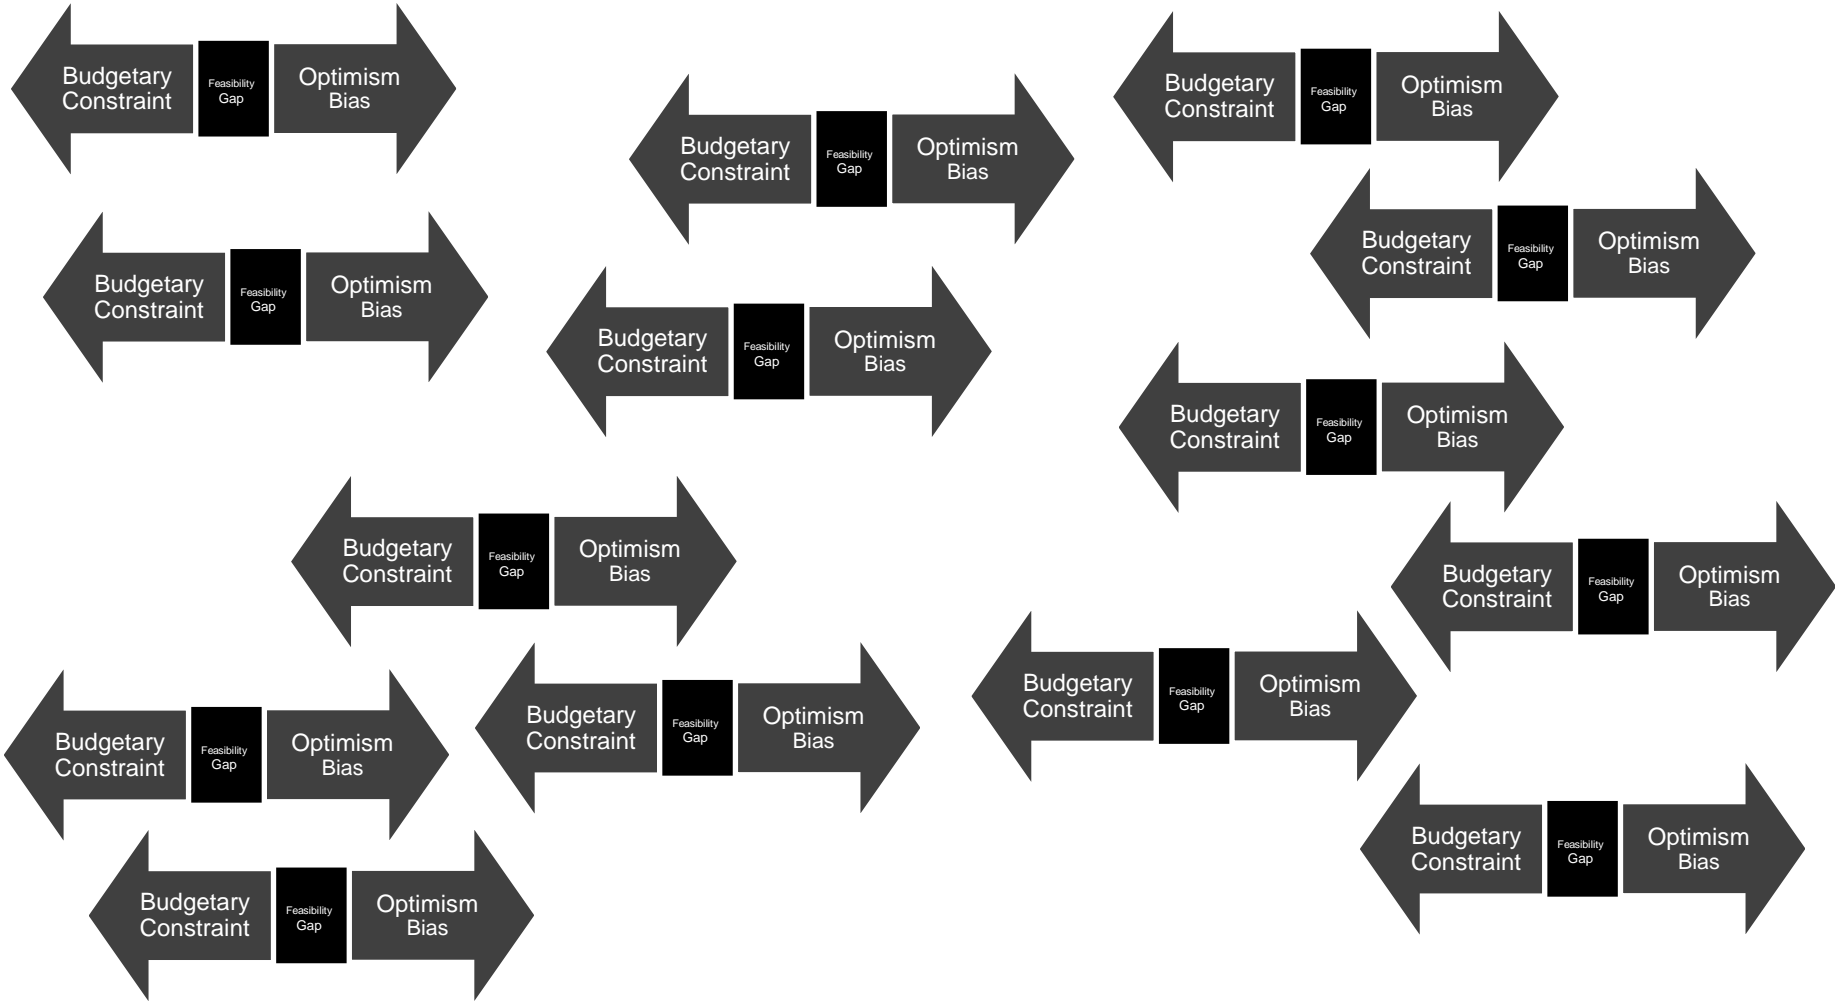 Budgetary
Constraint
Feasibility
Gap
Optimism
Bias
Budgetary
Constraint
Feasibility
Gap
Optimism
Bias
Budgetary
Constraint
Feasibility
Gap
Optimism
Bias
Budgetary
Constraint
Feasibility
Gap
Optimism
Bias
Budgetary
Constraint
Feasibility
Gap
Optimism
Bias
Budgetary
Constraint
Feasibility
Gap
Optimism
Bias
Budgetary
Constraint
Feasibility
Gap
Optimism
Bias
Budgetary
Constraint
Feasibility
Gap
Optimism
Bias
Budgetary
Constraint
Feasibility
Gap
Optimism
Bias
Budgetary
Constraint
Feasibility
Gap
Optimism
Bias
Budgetary
Constraint
Feasibility
Gap
Optimism
Bias
Budgetary
Constraint
Feasibility
Gap
Optimism
Bias
Budgetary
Constraint
Feasibility
Gap
Optimism
Bias
Budgetary
Constraint
Feasibility
Gap
Optimism
Bias